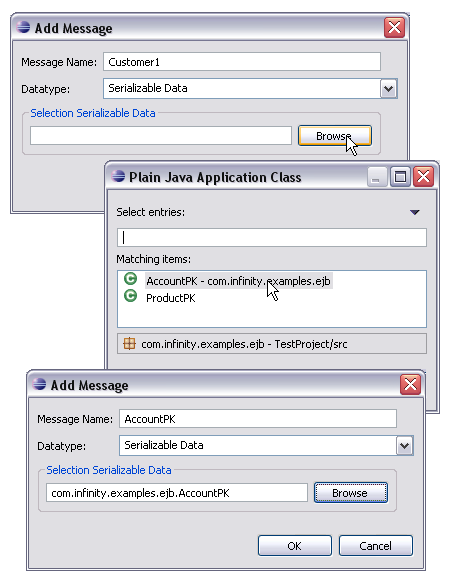 Add Message
Message Name: Customer1
Datatype: Serializable Data
Selection Serializable Data
Browse
Plain Java Application Class
Select entries:
Matching items:
AccountPK - com.infinity.examples.ejb
ProductPK
com.infinity.examples.ejb - TestProject/src
Add Message
Message Name: AccountPK
Datatype: Serializable Data
Selection Serializable Data
com.infinity.examples.ejb.AccountPK Browse
OK Cancel